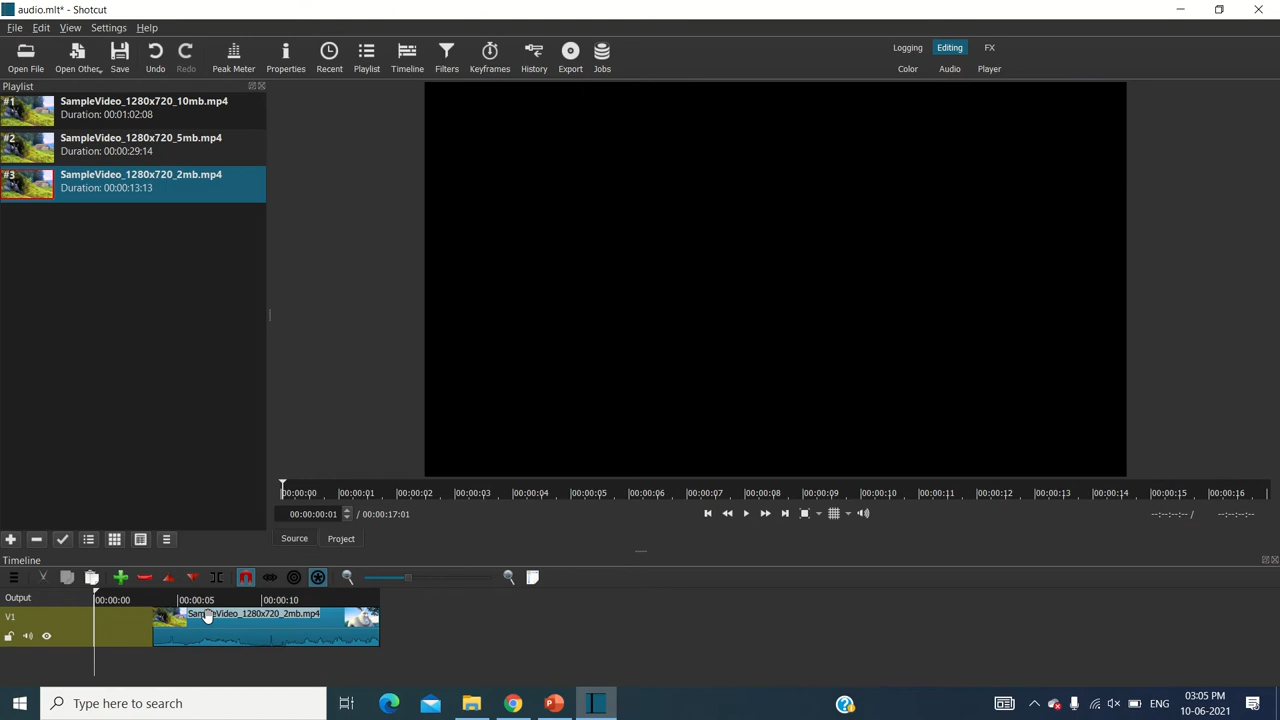 audio.mlt* - Shotcut
File Edit View Settings Help
Open File Open Other.. Save Undo Redo Peak Meter Properties Recent Playlist Timeline Filters Keyframes History Export Jobs
Logging Editing FX
Color Audio Player
Playlist
#1 SampleVideo_1280x720_10mb.mp4
Duration: 00:01:02:08
#2 SampleVideo_1280x720_5mb.mp4
Duration: 00:00:29:14
#3 SampleVideo_1280x720_2mb.mp4
Duration: 00:00:13:13
00:00:00 00:00:01 00:00:02 00:00:03 00:00:04 00:00:05 00:00:06 00:00:07 00:00:08 00:00:09 00:00:10 00:00:11 00:00:12 00:00:13 00:00:14 00:00:15 00:00:16
00:00:00:01 / 00:00:17:01 --:--:--:-- / --:--:--:--
Source Project
Timeline
Output 00:00:00 00:00:05 00:00:10
V1 SampleVideo_1280x720_2mb.mp4
Type here to search
ENG
03:05 PM
10-06-2021